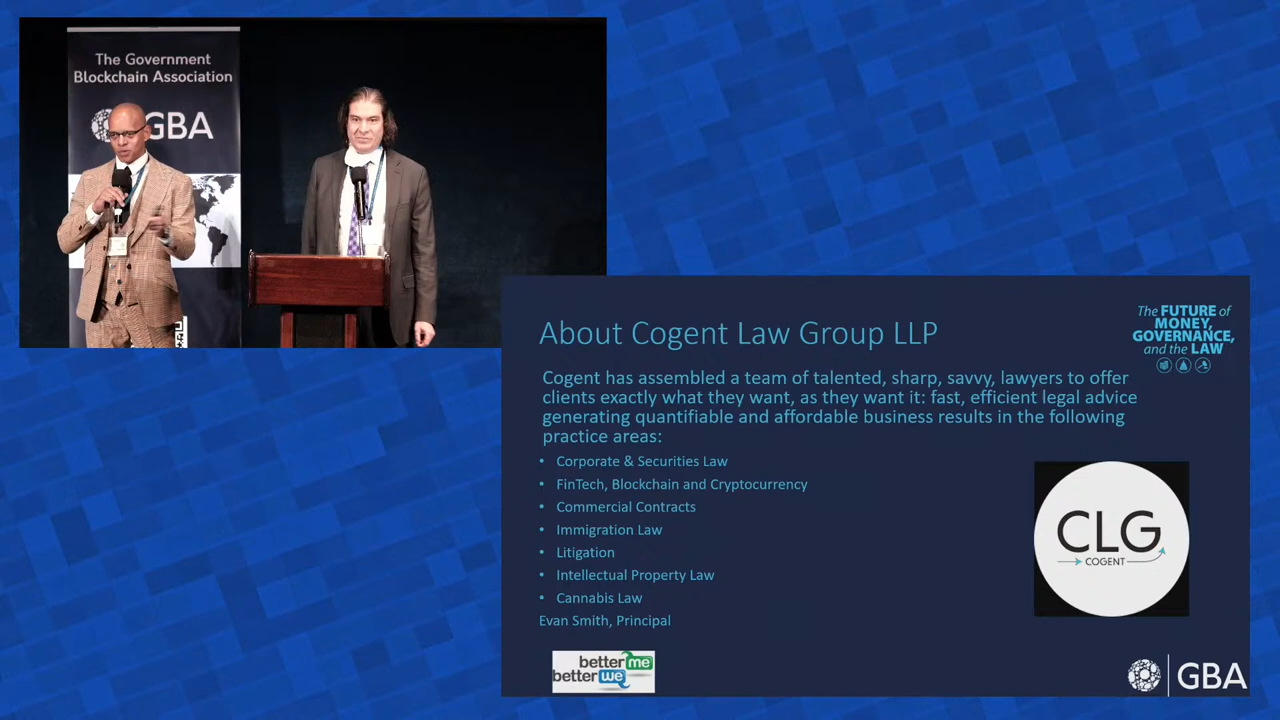 The Government
Blockchain Association
GBA
About Cogent Law Group LLP
The FUTURE of
MONEY,
GOVERNANCE,
and the LAW
Cogent has assembled a team of talented, sharp, savvy, lawyers to offer
clients exactly what they want, as they want it: fast, efficient legal advice
generating quantifiable and affordable business results in the following
practice areas:
• Corporate & Securities Law
• FinTech, Blockchain and Cryptocurrency
• Commercial Contracts
• Immigration Law
• Litigation
• Intellectual Property Law
• Cannabis Law
Evan Smith, Principal
CLG
COGENT
better me
better we
GBA